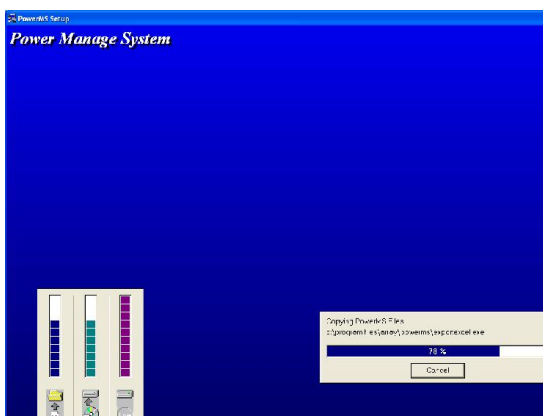 PowerMS Setup
Power Manage System
Copying PowerMS Files
78 %
Cancel